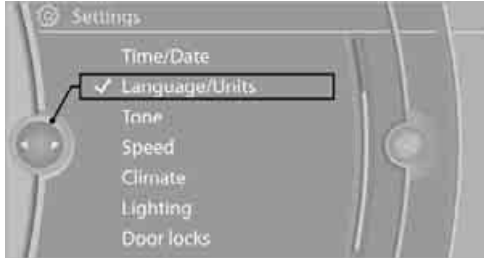 Settings
Time/Date
Language/Units
Tone
Speed
Climate
Lighting
Door locks